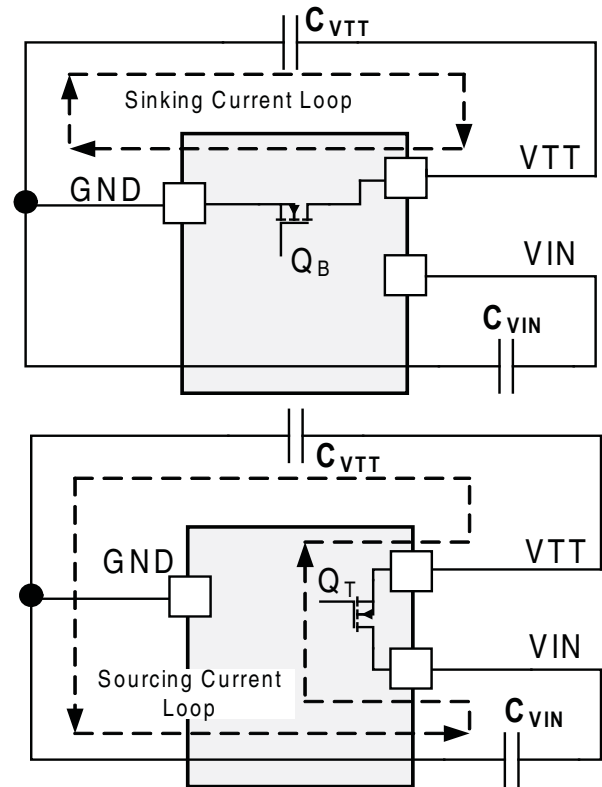 CVTT
Sinking Current Loop
GND
VTT
QB
VIN
CVIN
CVTT
GND
VTT
QT
VIN
Sourcing Current
Loop
CVIN